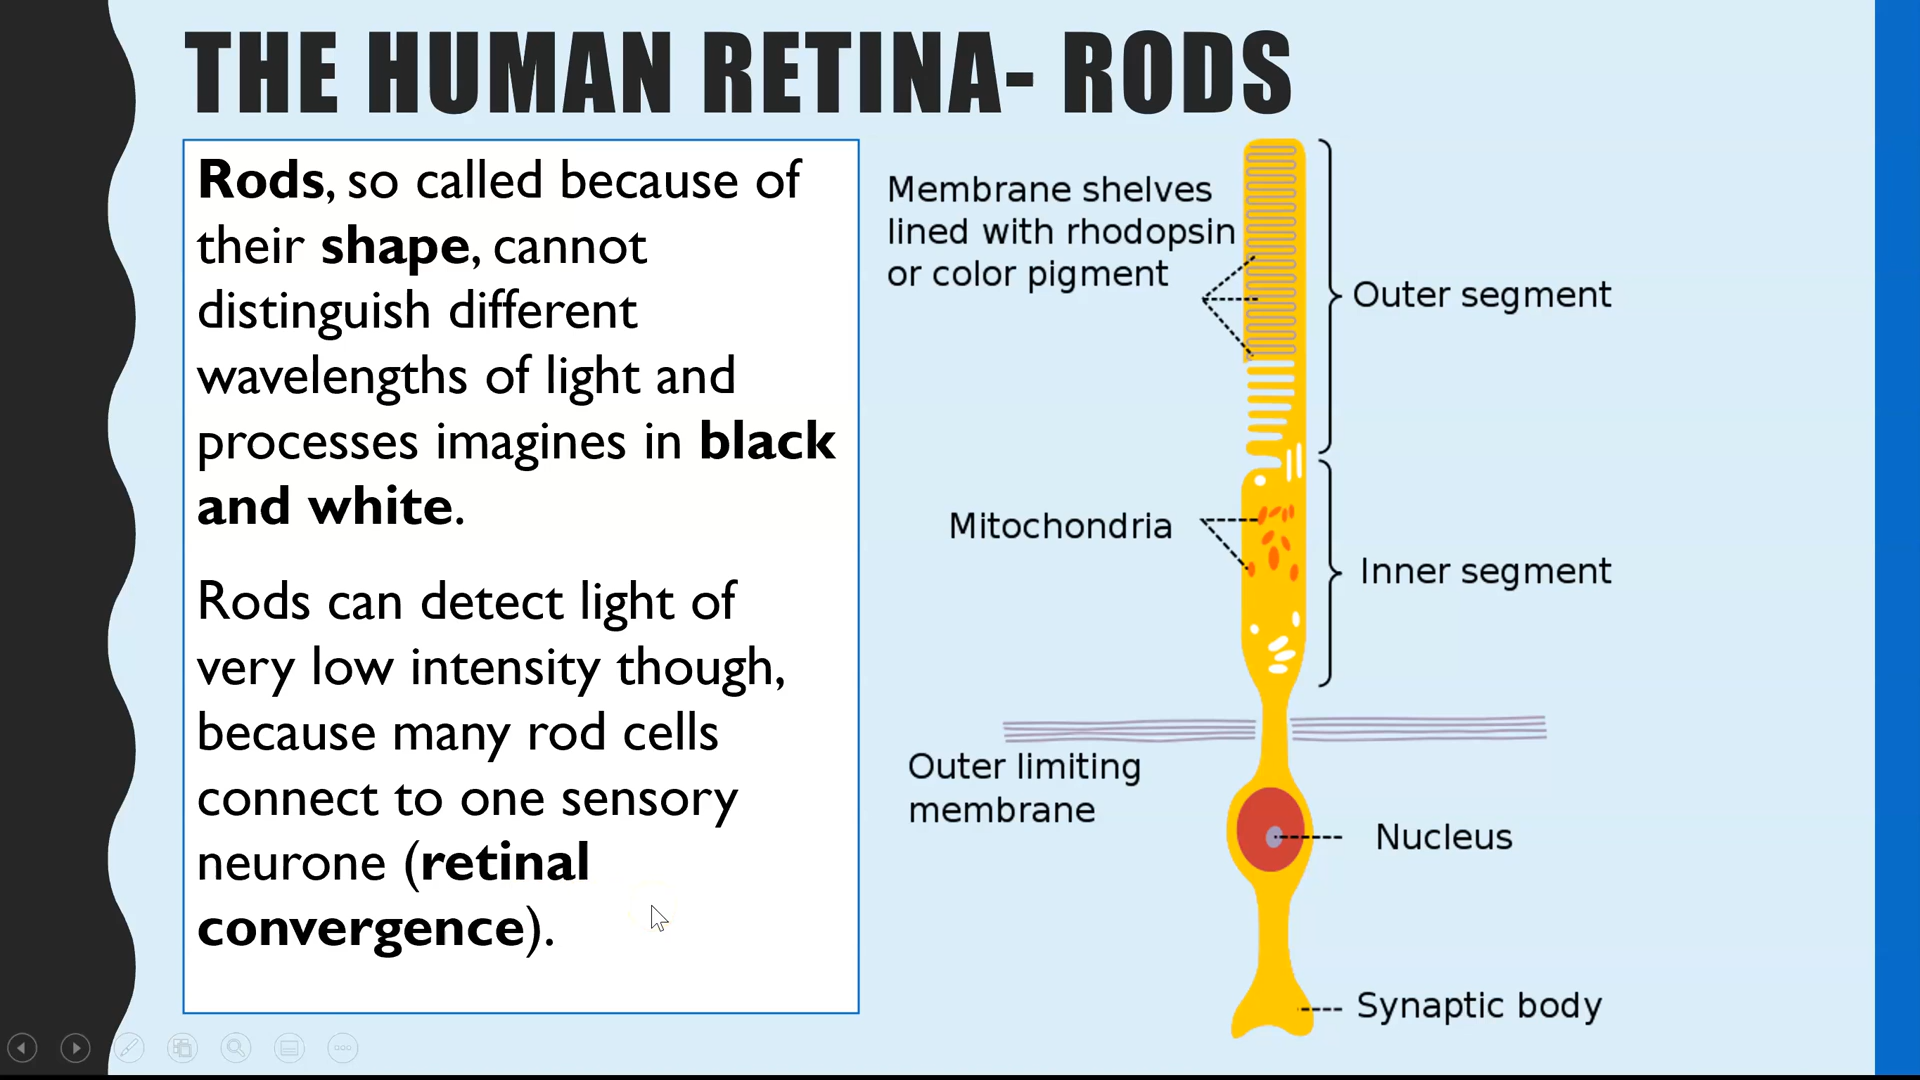 THE HUMAN RETINA- RODS
Rods, so called because of
their shape, cannot
distinguish different
wavelengths of light and
processes imagines in black
and white.
Rods can detect light of
very low intensity though,
because many rod cells
connect to one sensory
neurone (retinal
convergence).
Membrane shelves
lined with rhodopsin
or color pigment
Outer segment
Mitochondria
Inner segment
Outer limiting
membrane
Nucleus
Synaptic body